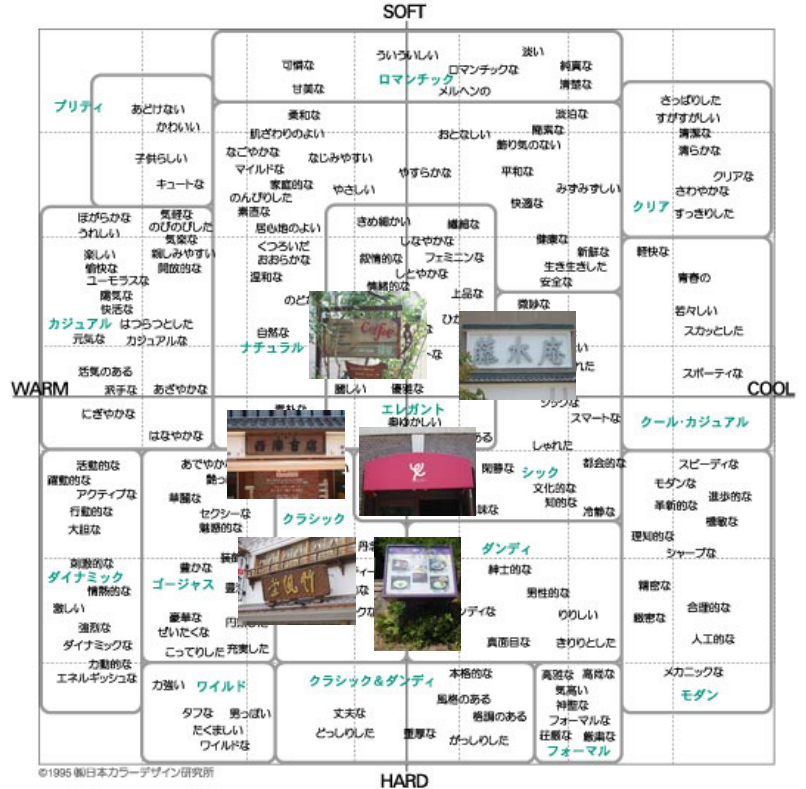 SOFT
ういういしい
淡い
可憐な
ロマンチックな
純真な
ロマンチック
甘美な
メルヘンの
清楚な
プリティ
あどけない
かわいい
子供らしい
キュートな
柔和な
肌ざわりのよい
なごやかな
なじみやすい
マイルドな
家庭的な
やさしい
のんびりした
素直な
居心地のよい
くつろいだ
おおらかな
温和な
自然な
ナチュラル
おとなしい
やすらかな
淡泊な
簡素な
飾り気のない
平和な
みずみずしい
快適な
健康な
新鮮な
生き生きした
安全な
さっぱりした
すがすがしい
清潔な
清らかな
クリアな
さわやかな
クリア
すっきりした
ほがらかな
気軽な
うれしい
のびのびした
気楽な
楽しい
親しみやすい
愉快な
開放的な
ユーモラスな
陽気な
快活な
カジュアル
はつらつとした
元気な
カジュアルな
活気のある
派手な
あざやかな
にぎやかな
はなやかな
きめ細かい
繊細な
しなやかな
叙情的な
フェミニンな
しとやかな
情緒的な
上品な
Coffee
麗しい
優雅な
エレガント
奥ゆかしい
微妙な
シックな
スマートな
しゃれた
閑静な
シック
都会的な
文化的な
知的な
冷静な
軽快な
青春の
若々しい
スカッとした
スポーティな
クール・カジュアル
WARM
COOL
活動的な
躍動的な
アクティブな
行動的な
大胆な
刺激的な
ダイナミック
情熱的な
激しい
強烈な
ダイナミックな
力動的な
エネルギッシュな
華麗な
セクシーな
魅惑的な
豊かな
ゴージャス
豪華な
ぜいたくな
こってりした
充実した
クラシック
ダンディ
紳士的な
男性的な
りりしい
真面目な
きりりとした
スピーディな
モダンな
進歩的な
革新的な
機敏な
理知的な
シャープな
精密な
合理的な
厳密な
人工的な
メカニックな
モダン
力強い
ワイルド
タフな
男っぽい
たくましい
ワイルドな
クラシック&ダンディ
本格的な
風格のある
丈夫な
格調のある
どっしりした
重厚な
がっしりした
高雅な
高尚な
気高い
神聖な
フォーマルな
荘厳な
厳粛な
フォーマル
©1995 ㈱日本カラーデザイン研究所
HARD